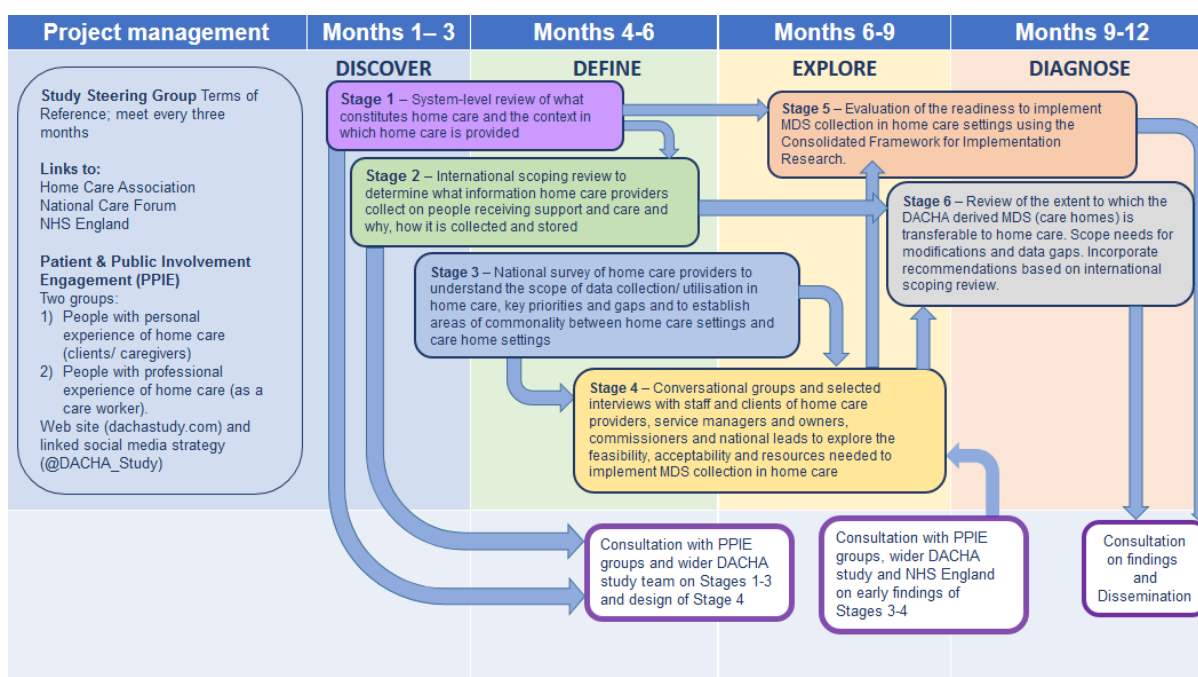 Project management
Months 1– 3
Months 4-6
Months 6-9
Months 9-12
DISCOVER
DEFINE
EXPLORE
DIAGNOSE
Study Steering Group Terms of
Reference; meet every three
months
Links to:
Home Care Association
National Care Forum
NHS England
Patient & Public Involvement
Engagement (PPIE)
Two groups:
1) People with personal
experience of home care
(clients/ caregivers)
2) People with professional
experience of home care (as a
care worker).
Web site (dachastudy.com) and
linked social media strategy
(@DACHA_Study)
Stage 1 – System-level review of what
constitutes home care and the context in
which home care is provided
Stage 2 – International scoping review to
determine what information home care providers
collect on people receiving support and care and
why, how it is collected and stored
Stage 3 – National survey of home care providers to
understand the scope of data collection/ utilisation in
home care, key priorities and gaps and to establish
areas of commonality between home care settings and
care home settings
Stage 4 – Conversational groups and selected
interviews with staff and clients of home care
providers, service managers and owners,
commissioners and national leads to explore the
feasibility, acceptability and resources needed to
implement MDS collection in home care
Stage 5 – Evaluation of the readiness to implement
MDS collection in home care settings using the
Consolidated Framework for Implementation
Research.
Stage 6 – Review of the extent to which the
DACHA derived MDS (care homes) is
transferable to home care. Scope needs for
modifications and data gaps. Incorporate
recommendations based on international
scoping review.
Consultation with PPIE
groups and wider DACHA
study team on Stages 1-3
and design of Stage 4
Consultation with PPIE
groups, wider DACHA
study and NHS England
on early findings of
Stages 3-4
Consultation
on findings
and
Dissemination